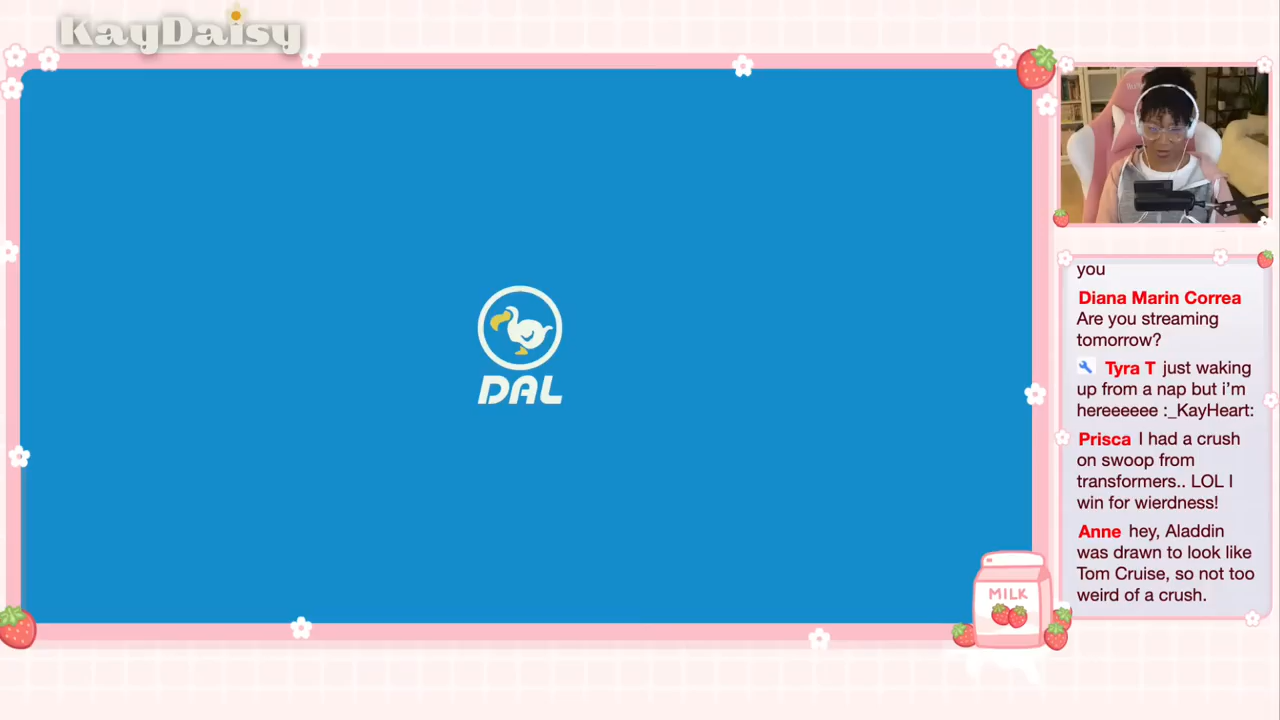 KayDaisy
DAL
MILK
you
Diana Marin Correa
Are you streaming
tomorrow?
Tyra T just waking
up from a nap but i’m
hereeeeee :_KayHeart:
Prisca I had a crush
on swoop from
transformers.. LOL I
win for wierdness!
Anne hey, Aladdin
was drawn to look like
Tom Cruise, so not too
weird of a crush.